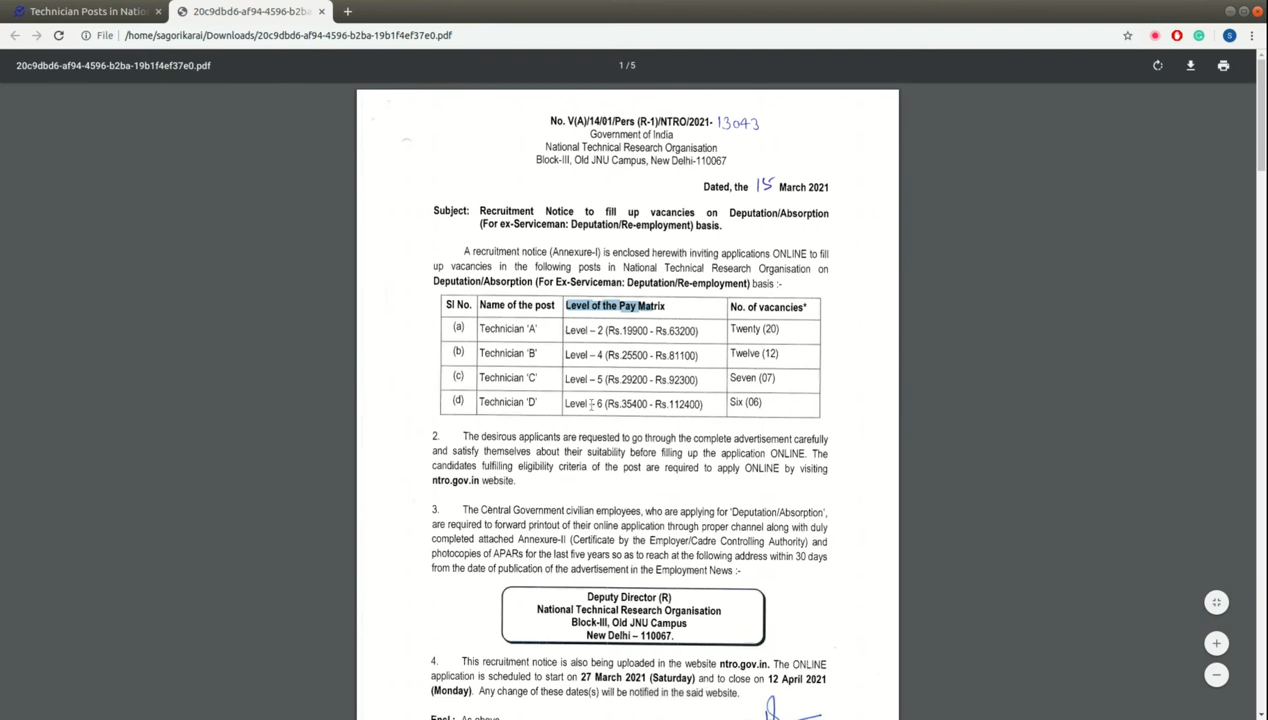 Technician Posts in Natio
20c9dbd6-af94-4596-b2ba
File
/home/sagorikarai/Downloads/20c9dbd6-af94-4596-b2ba-19b1f4ef37e0.pdf
S
20c9dbd6-af94-4596-b2ba-19b1f4ef37e0.pdf
1 / 5
No. V(A)/14/01/Pers (R-1)/NTRO/2021- 13043
Government of India
National Technical Research Organisation
Block-III, Old JNU Campus, New Delhi-110067
Dated, the 15 March 2021
Subject: Recruitment Notice to fill up vacancies on Deputation/Absorption
(For ex-Serviceman: Deputation/Re-employment) basis.
A recruitment notice (Annexure-I) is enclosed herewith inviting applications ONLINE to fill
up vacancies in the following posts in National Technical Research Organisation on
Deputation/Absorption (For Ex-Serviceman: Deputation/Re-employment) basis :-
Sl No. Name of the post Level of the Pay Matrix No. of vacancies*
(a) Technician 'A' Level – 2 (Rs.19900 - Rs.63200) Twenty (20)
(b) Technician 'B' Level – 4 (Rs.25500 - Rs.81100) Twelve (12)
(c) Technician 'C' Level – 5 (Rs.29200 - Rs.92300) Seven (07)
(d) Technician 'D' Level – 6 (Rs.35400 - Rs.112400) Six (06)
2. The desirous applicants are requested to go through the complete advertisement carefully
and satisfy themselves about their suitability before filling up the application ONLINE. The
candidates fulfilling eligibility criteria of the post are required to apply ONLINE by visiting
ntro.gov.in website.
3. The Central Government civilian employees, who are applying for 'Deputation/Absorption',
are required to forward printout of their online application through proper channel along with duly
completed attached Annexure-II (Certificate by the Employer/Cadre Controlling Authority) and
photocopies of APARs for the last five years so as to reach at the following address within 30 days
from the date of publication of the advertisement in the Employment News :-
Deputy Director (R)
National Technical Research Organisation
Block-III, Old JNU Campus
New Delhi – 110067.
4. This recruitment notice is also being uploaded in the website ntro.gov.in. The ONLINE
application is scheduled to start on 27 March 2021 (Saturday) and to close on 12 April 2021
(Monday). Any change of these dates(s) will be notified in the said website.
Encl : As above